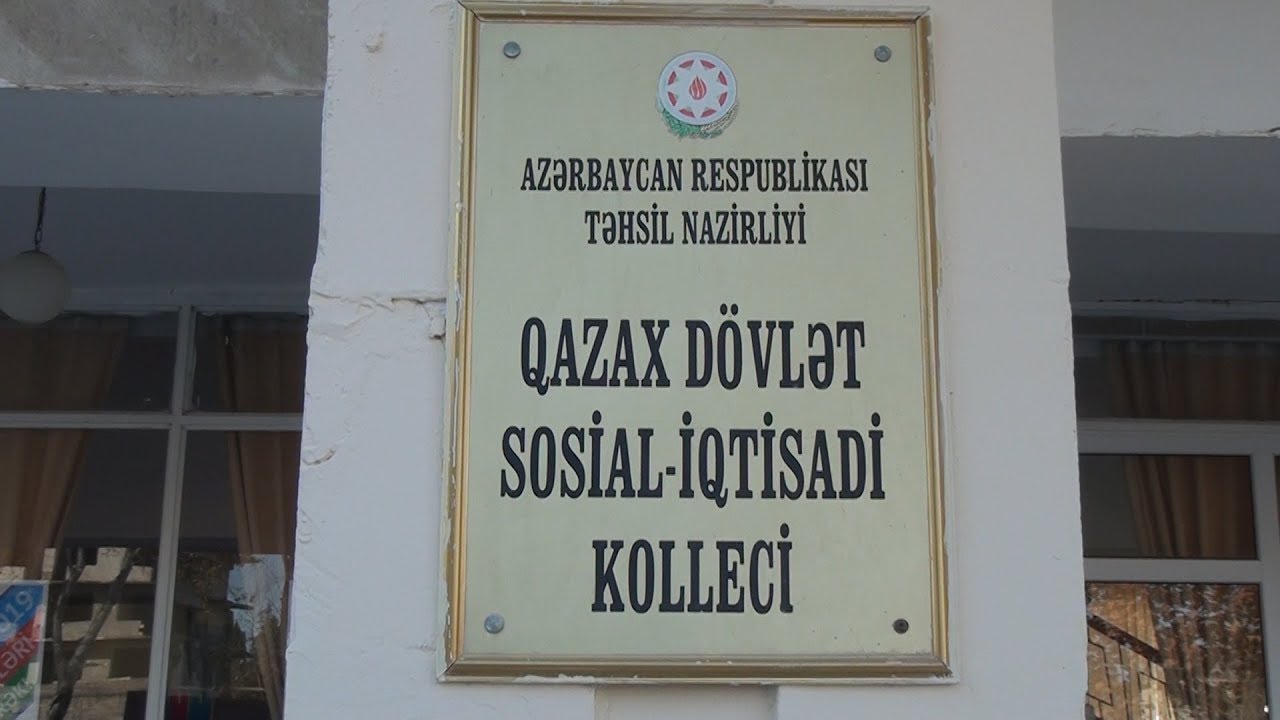 AZƏRBAYCAN RESPUBLİKASI
TƏHSİL NAZİRLİYİ
QAZAX DÖVLƏT
SOSİAL-İQTİSADİ
KOLLECİ